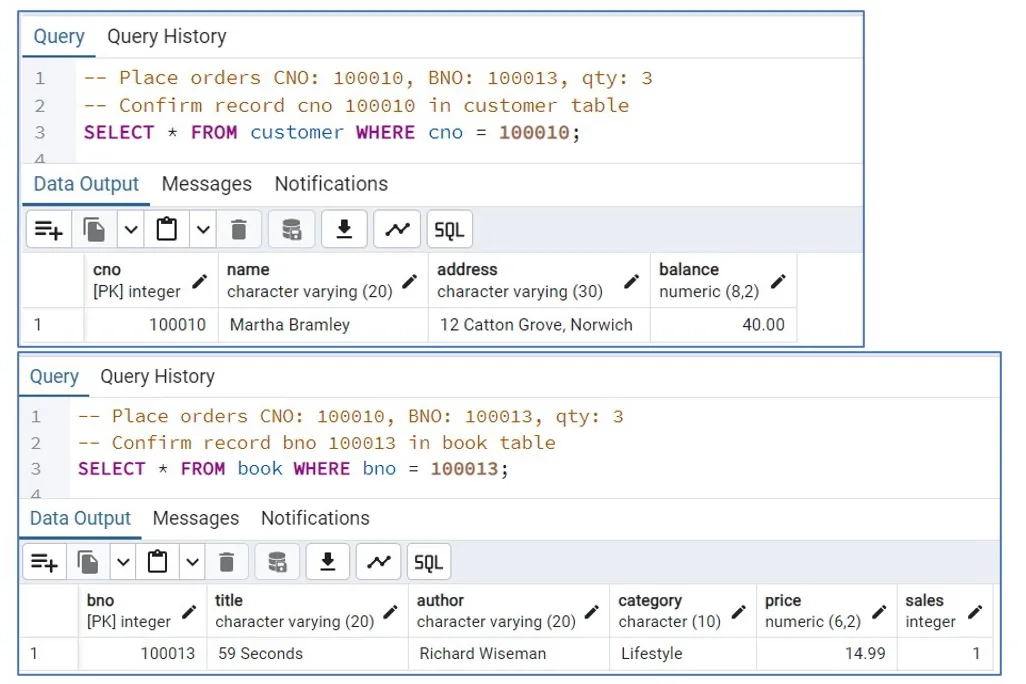 Query Query History
1 -- Place orders CNO: 100010, BNO: 100013, qty: 3
2 -- Confirm record cno 100010 in customer table
3 SELECT * FROM customer WHERE cno = 100010;
4
Data Output Messages Notifications
SQL
cno name address balance
[PK] integer character varying (20) character varying (30) numeric (8,2)
1 100010 Martha Bramley 12 Catton Grove, Norwich 40.00
Query Query History
1 -- Place orders CNO: 100010, BNO: 100013, qty: 3
2 -- Confirm record bno 100013 in book table
3 SELECT * FROM book WHERE bno = 100013;
4
Data Output Messages Notifications
SQL
bno title author category price sales
[PK] integer character varying (20) character varying (20) character (10) numeric (6,2) integer
1 100013 59 Seconds Richard Wiseman Lifestyle 14.99 1